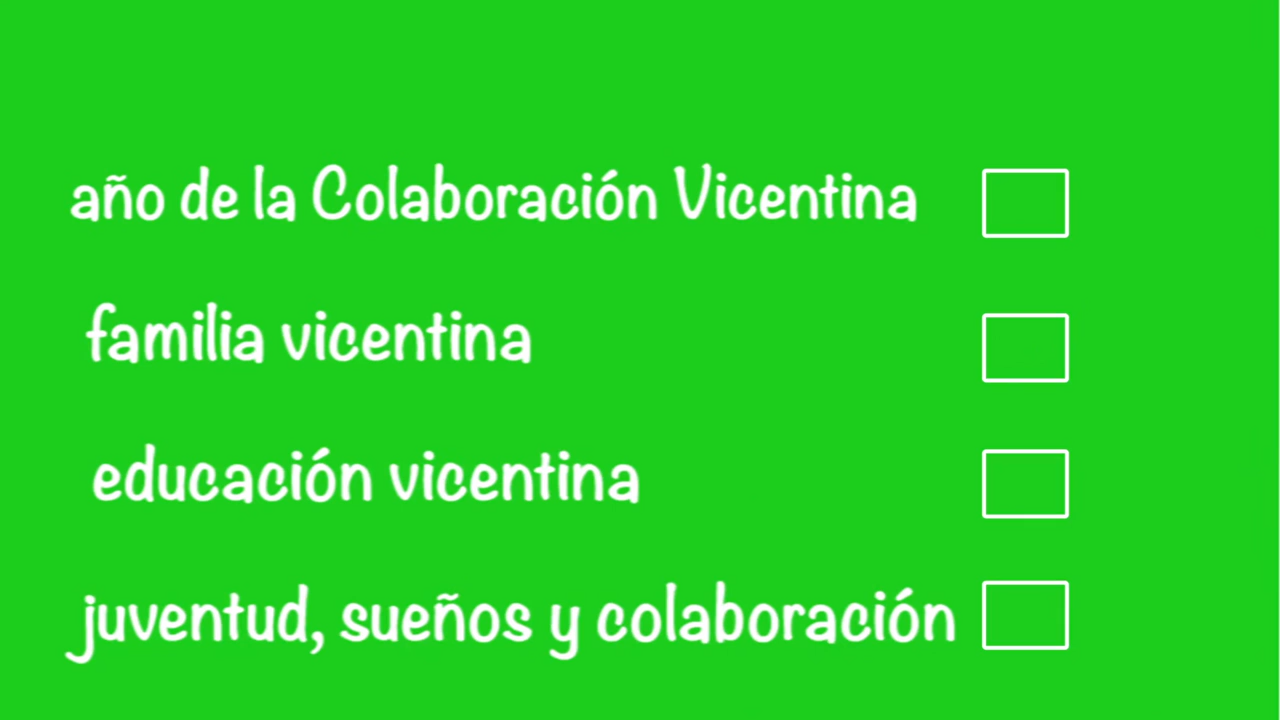 año de la Colaboración Vicentina
familia vicentina
educación vicentina
juventud, sueños y colaboración